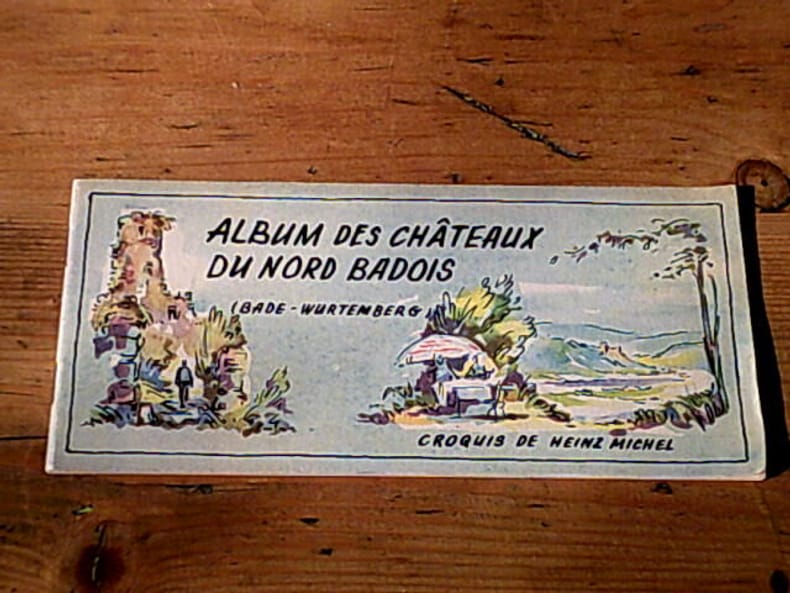 ALBUM DES CHÂTEAUX
DU NORD BADOIS
(BADE-WURTEMBERG)
CROQUIS DE HEINZ MICHEL